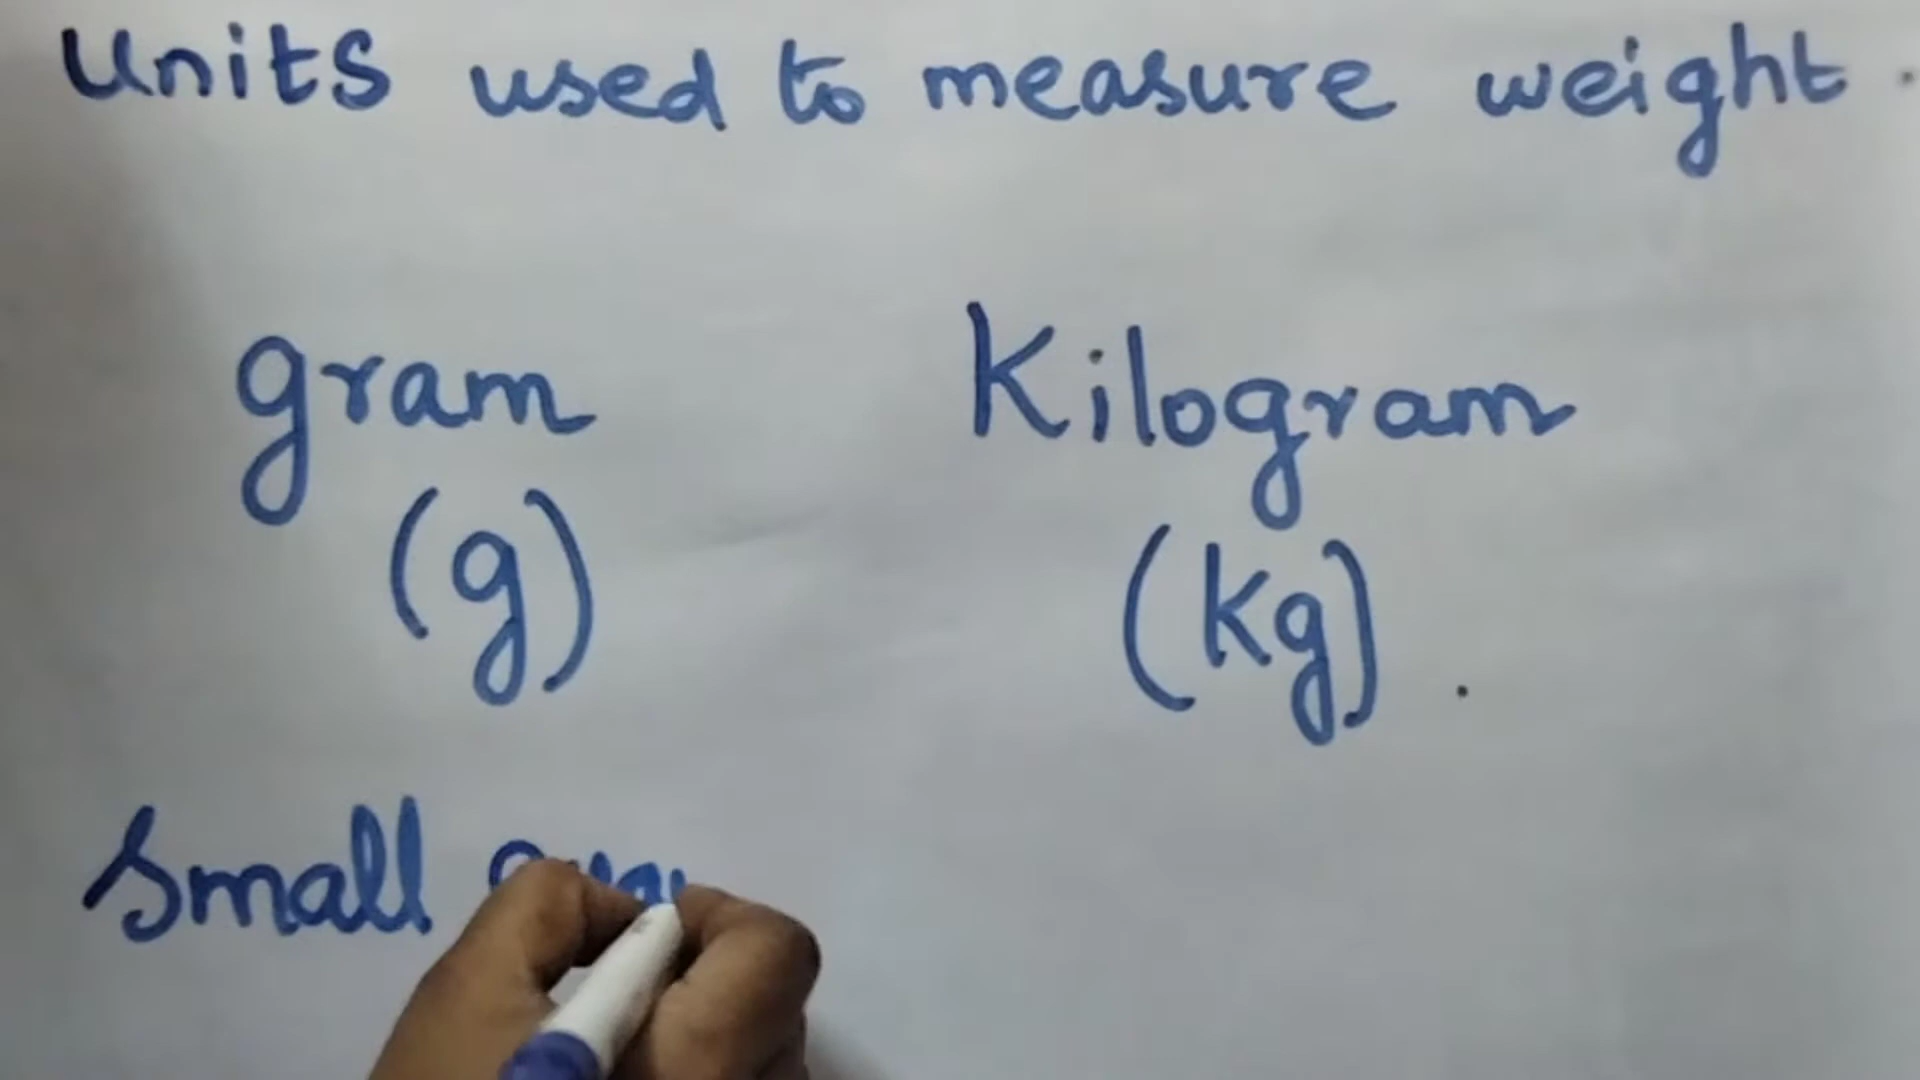 Units used to measure weight.
gram Kilogram
(g) (Kg)
Small